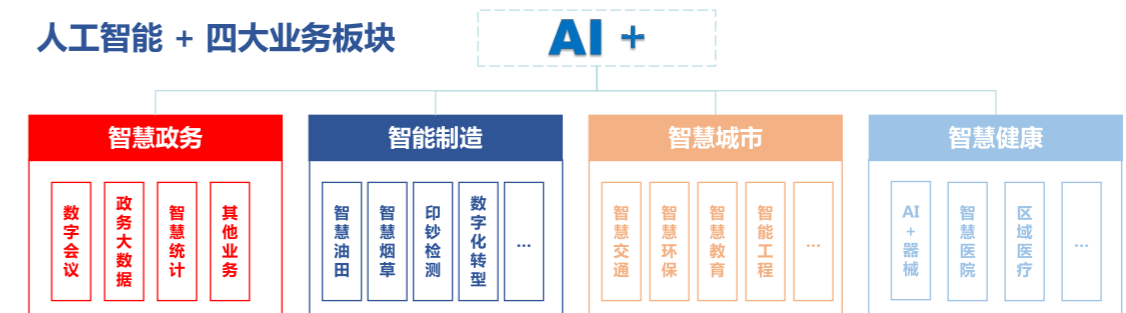 人工智能 + 四大业务板块
AI +
智慧政务
数字会议
政务大数据
智慧统计
其他业务
智能制造
智慧油田
智慧烟草
印钞检测
数字化转型
...
智慧城市
智慧交通
智慧环保
智慧教育
智能工程
...
智慧健康
AI+器械
智慧医院
区域医疗
...